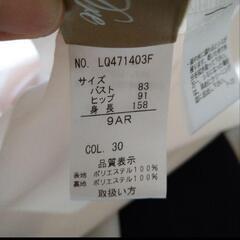 NO. LQ471403F
サイズ
バスト 83
ヒップ 91
身長 158
9AR
COL. 30
品質表示
表地 ポリエステル100%
裏地 ポリエステル100%
取扱い方